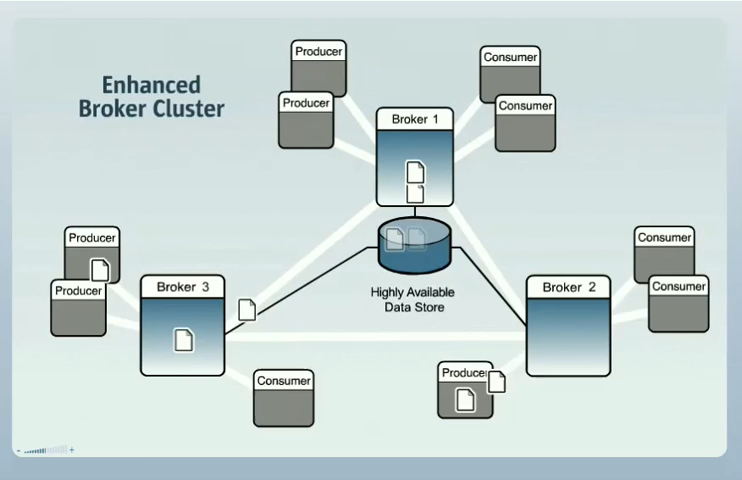 Enhanced
Broker Cluster
Producer
Producer
Consumer
Consumer
Broker 1
Highly Available
Data Store
Producer
Producer
Broker 3
Consumer
Consumer
Consumer
Broker 2
Producer
- +